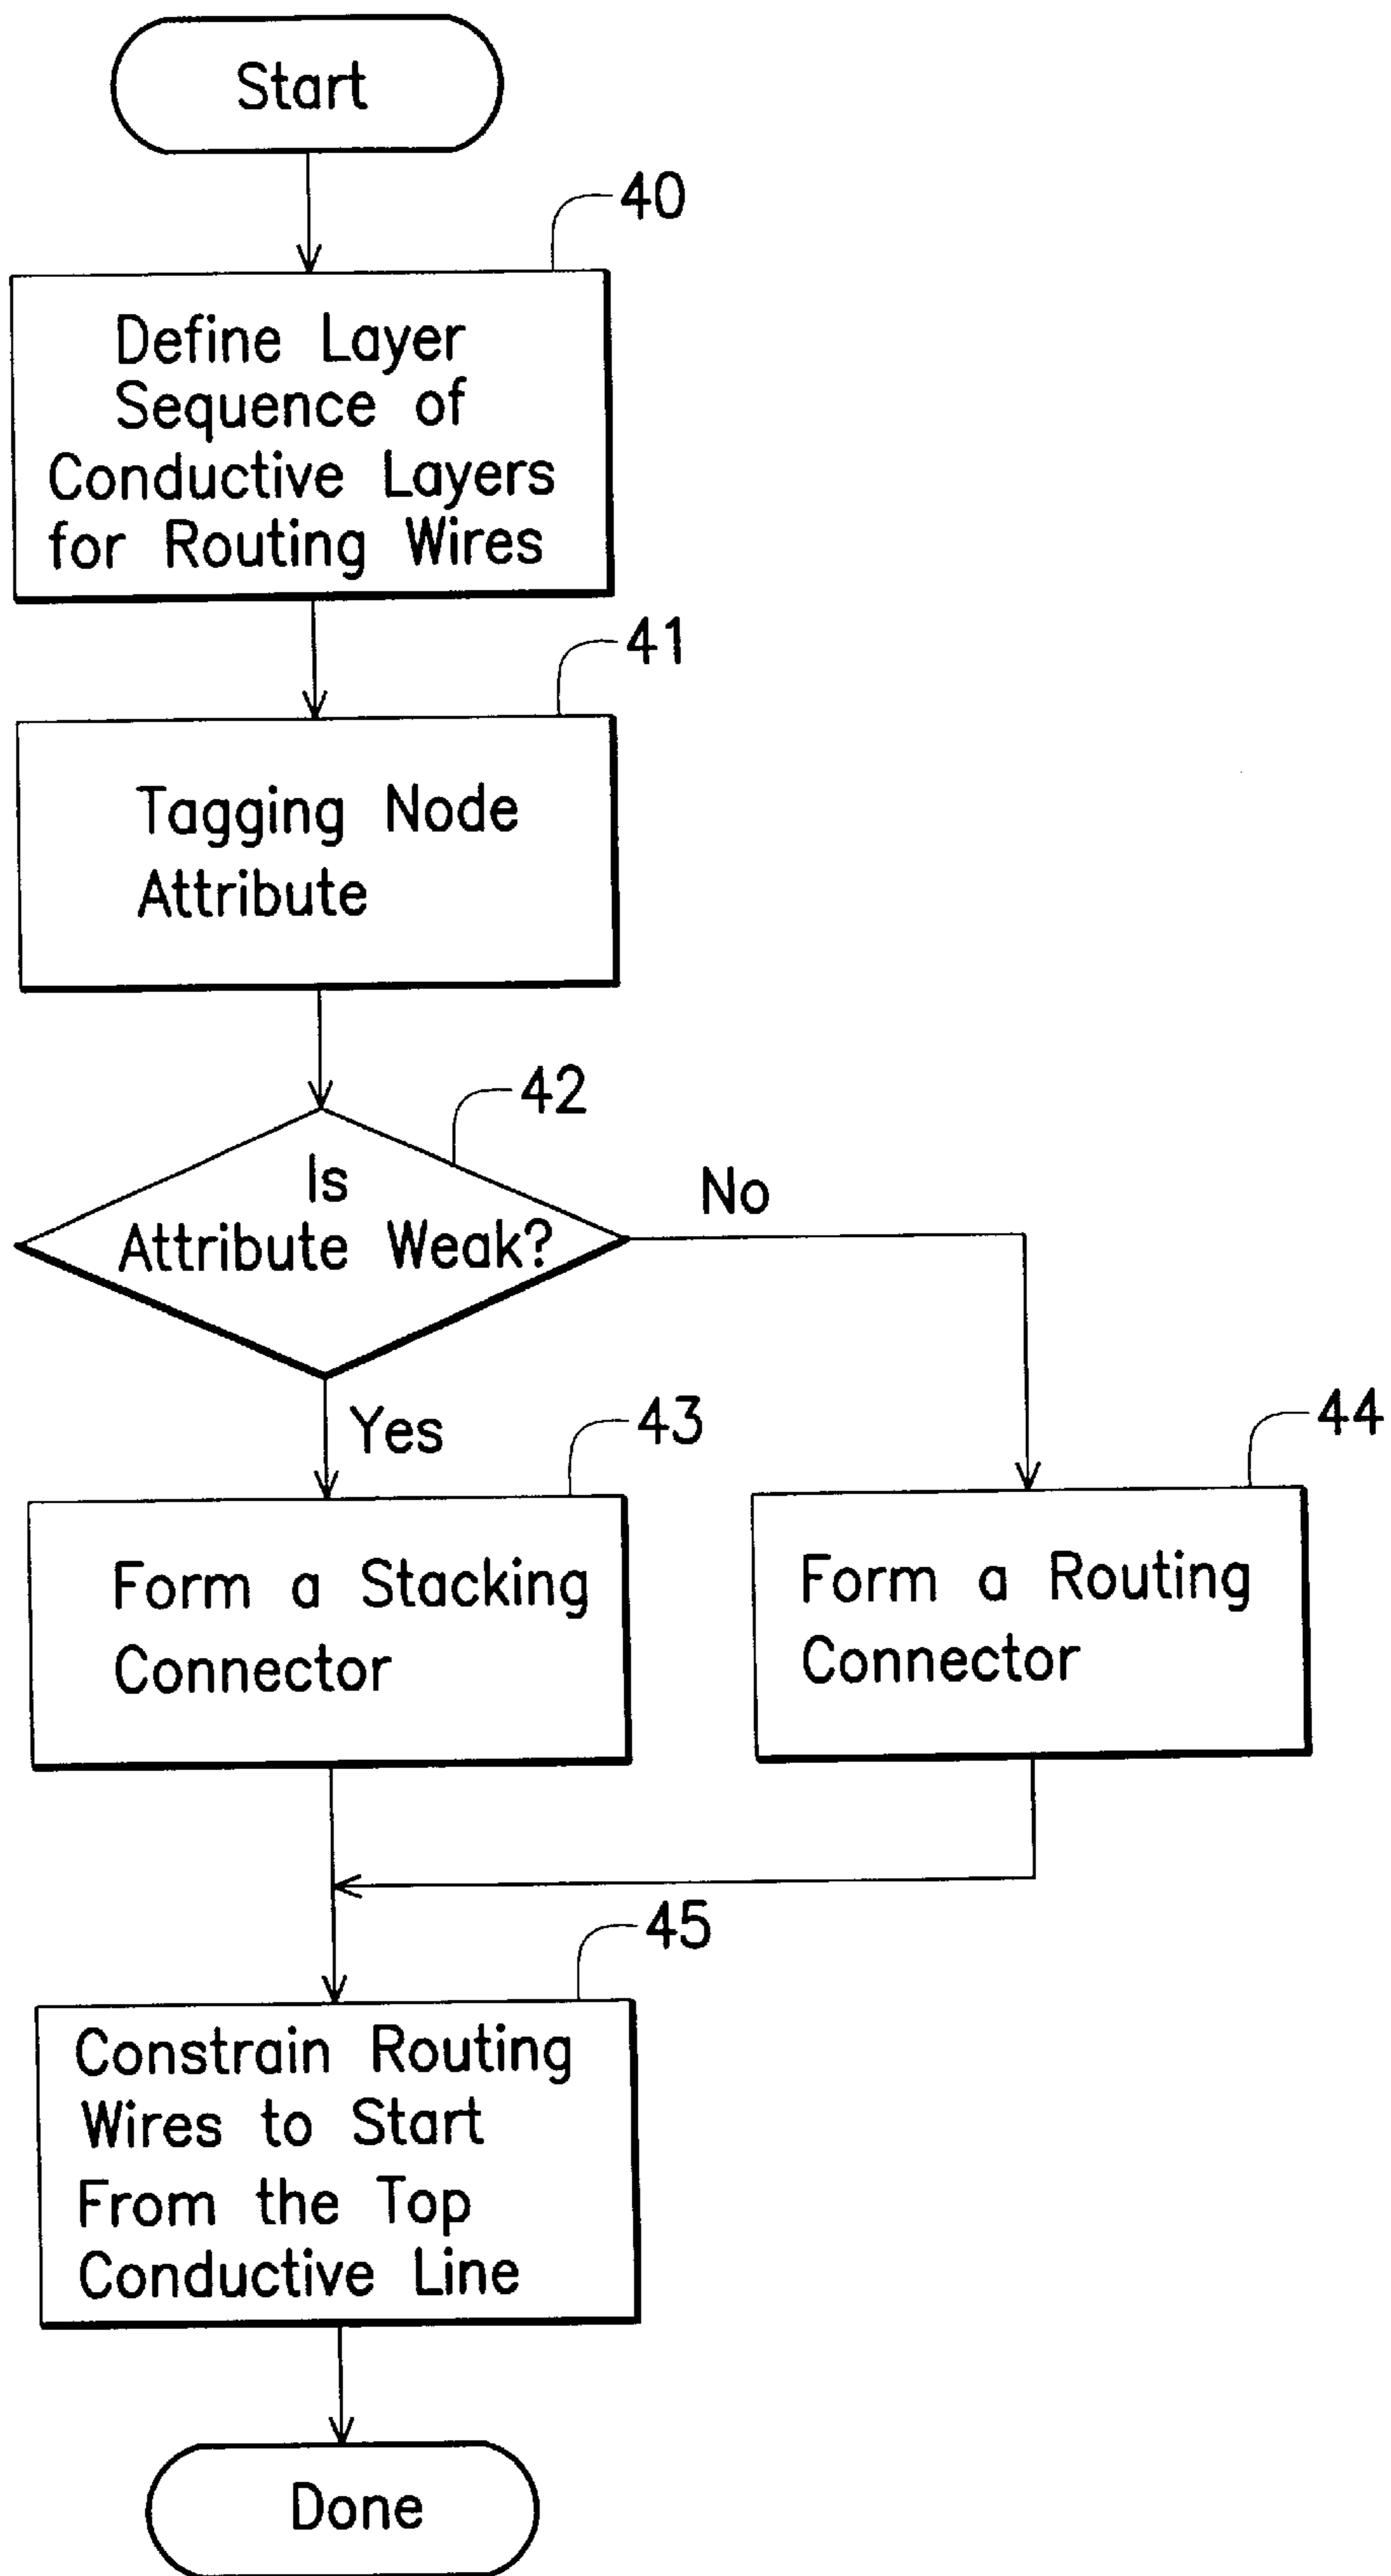 Start
40
Define Layer
Sequence of
Conductive Layers
for Routing Wires
41
Tagging Node
Attribute
42
Is
Attribute Weak?
No
Yes
43
Form a Stacking
Connector
44
Form a Routing
Connector
45
Constrain Routing
Wires to Start
From the Top
Conductive Line
Done